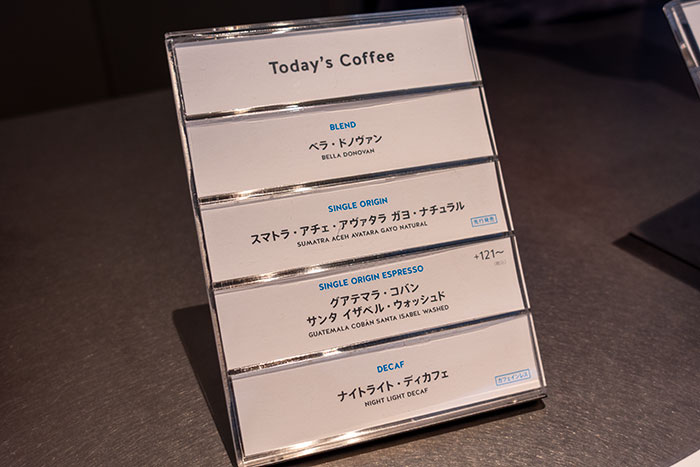 Today's Coffee
BLEND
ベラ・ドノヴァン
BELLA DONOVAN
SINGLE ORIGIN
スマトラ・アチェ・アヴァタラ ガヨ・ナチュラル
SUMATRA ACEH AVATARA GAYO NATURAL
先行発売
SINGLE ORIGIN ESPRESSO
+121~
グアテマラ・コバン
サンタ イザベル・ウォッシュド
GUATEMALA COBÁN SANTA ISABEL WASHED
DECAF
ナイトライト・ディカフェ
NIGHT LIGHT DECAF
カフェインレス